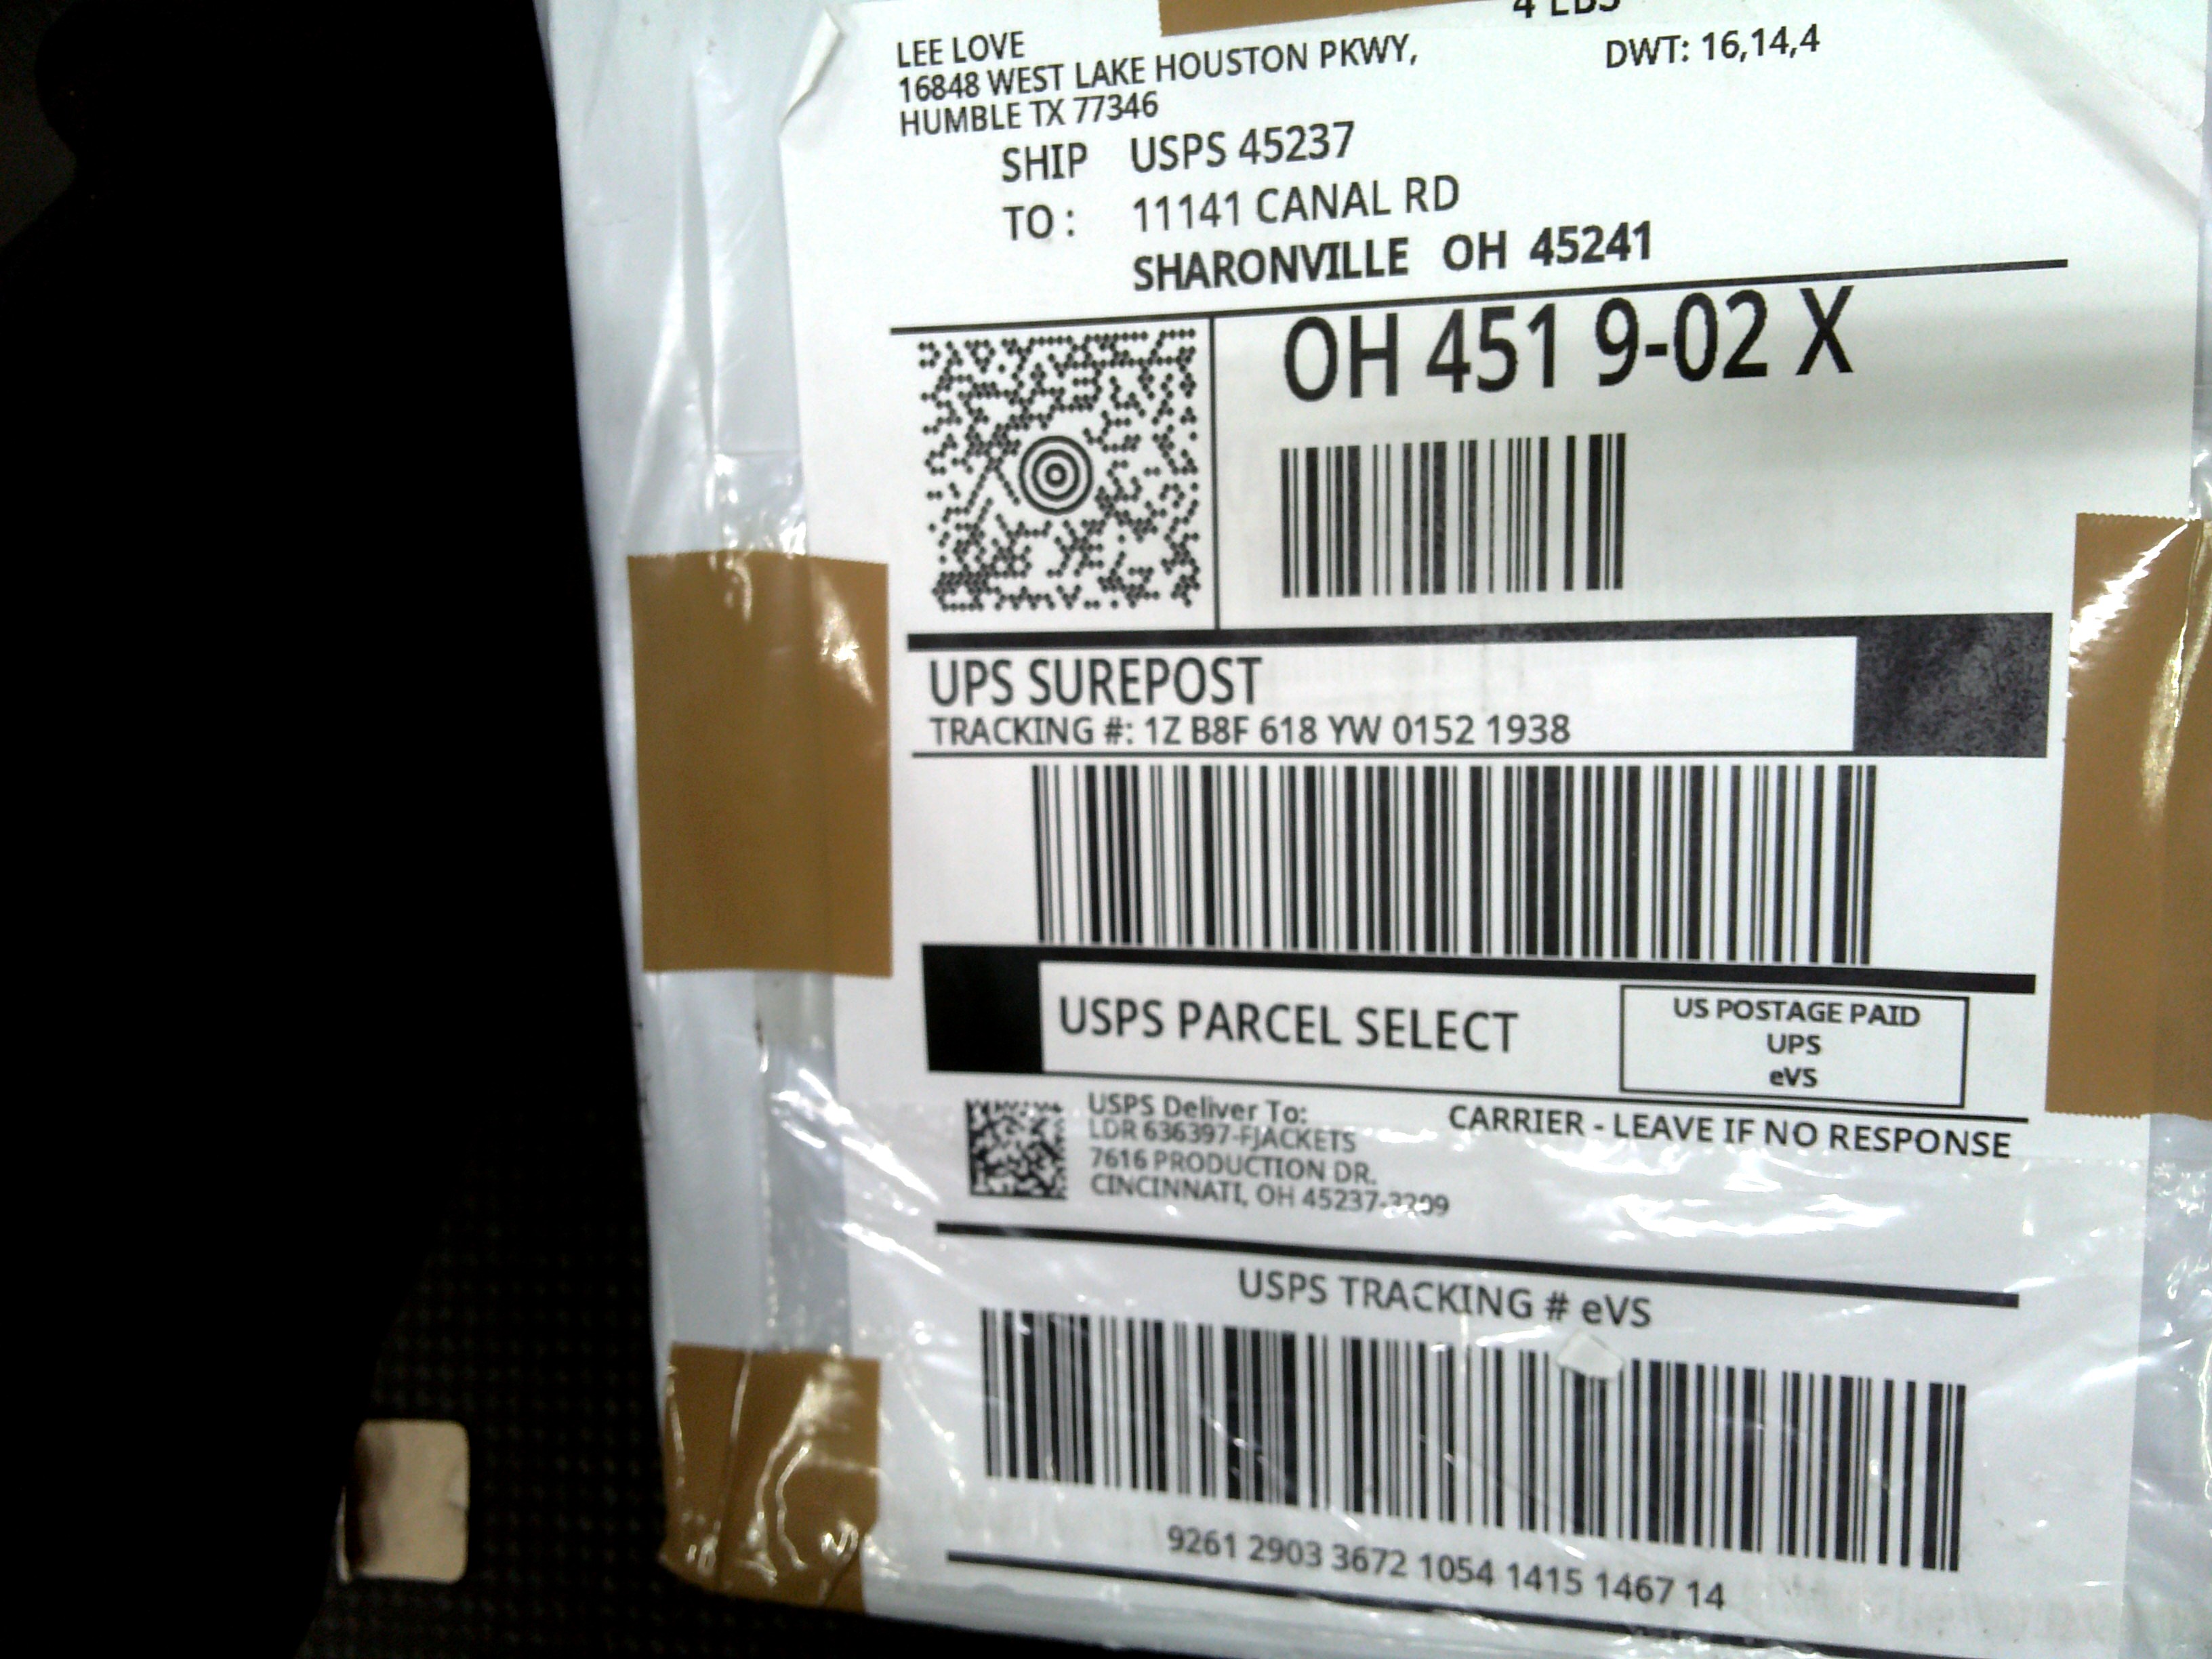 4 LBS
LEE LOVE
16848 WEST LAKE HOUSTON PKWY,
HUMBLE TX 77346
DWT: 16,14,4
SHIP USPS 45237
TO : 11141 CANAL RD
SHARONVILLE OH 45241
OH 451 9-02 X
UPS SUREPOST
TRACKING #: 1Z B8F 618 YW 0152 1938
USPS PARCEL SELECT
US POSTAGE PAID
UPS
eVS
USPS Deliver To:
LDR 636397-FJACKETS
7616 PRODUCTION DR.
CINCINNATI, OH 45237-3209
CARRIER - LEAVE IF NO RESPONSE
USPS TRACKING # eVS
9261 2903 3672 1054 1415 1467 14